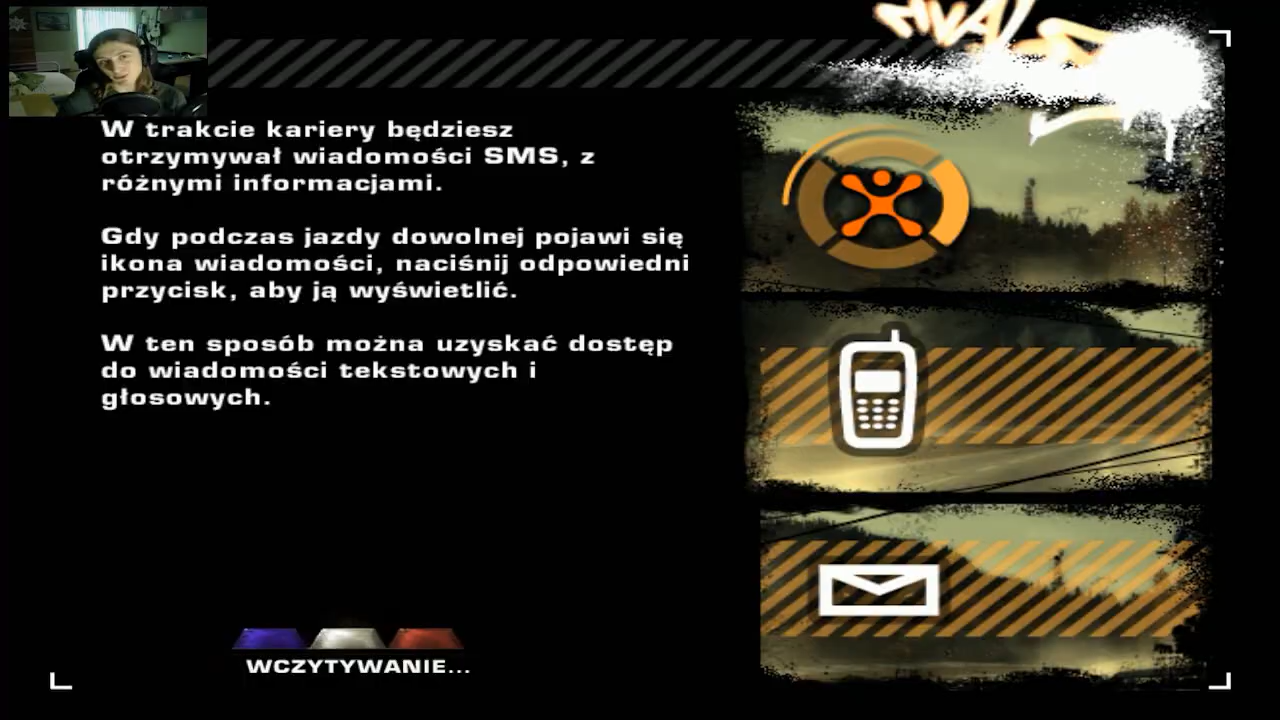 W trakcie kariery będziesz
otrzymywał wiadomości SMS, z
różnymi informacjami.
Gdy podczas jazdy dowolnej pojawi się
ikona wiadomości, naciśnij odpowiedni
przycisk, aby ją wyświetlić.
W ten sposób można uzyskać dostęp
do wiadomości tekstowych i
głosowych.
WCZYTYWANIE...